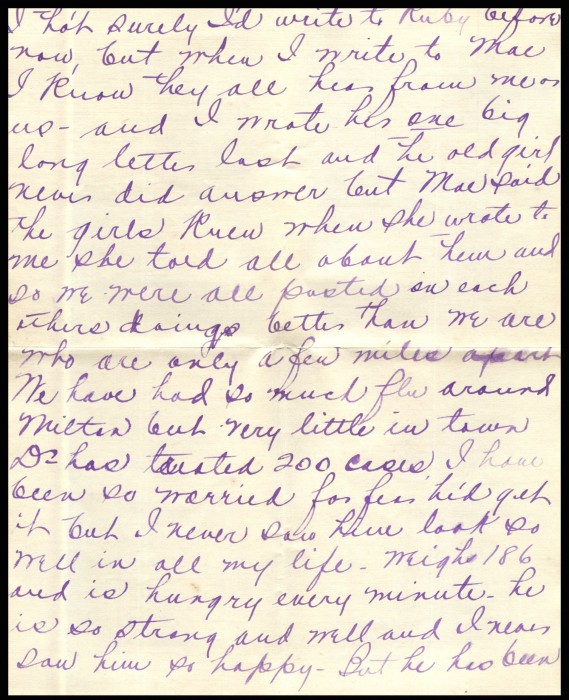 I tho't surely I'd write to Ruby before
now, but when I write to Mae
I know they all hear from me or
us - and I wrote her one big
long letter last and the old girl
never did answer but Mae said
the girls knew when she wrote to
me she told all about them and
so we were all posted on each
others doings better than we are
who are only a few miles apart
We have had so much flu around
Milton but very little in town
Dr has treated 200 cases, I have
been so worried for fear he'd get
it but I never saw him look so
well in all my life - weighs 186
and is hungry every minute - he
is so strong and well and I never
saw him so happy - But he has been